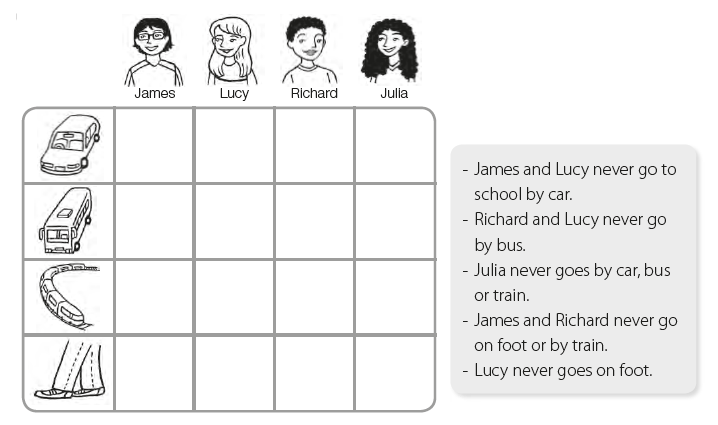 James Lucy Richard Julia
- James and Lucy never go to
school by car.
- Richard and Lucy never go
by bus.
- Julia never goes by car, bus
or train.
- James and Richard never go
on foot or by train.
- Lucy never goes on foot.